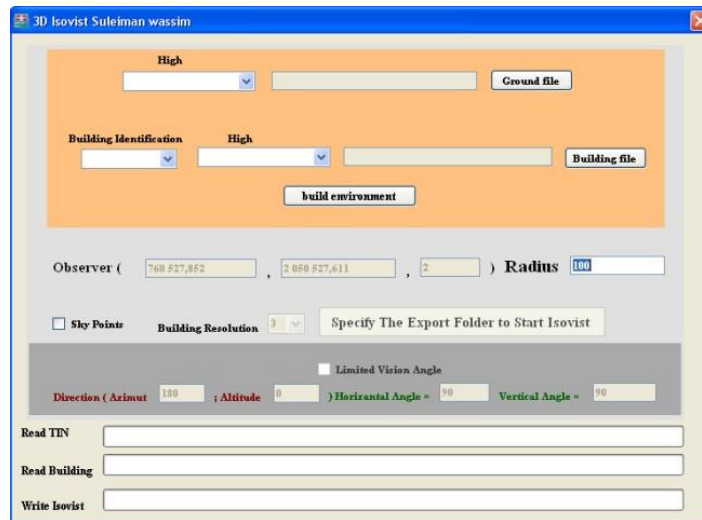 3D Isovist Suleiman wassim
High
Ground file
Building Identification High
Building file
build environment
Observer ( 760 527,852 , 2 050 527,611 , 2 ) Radius 100
Sky Points Building Resolution 3 Specify The Export Folder to Start Isovist
Limited Vicion Angle
Direction ( Azimut 180 ; Altitude 0 ) Horizantal Angle = 90 Vertical Angle = 90
Read TIN
Read Building
Write Isovist